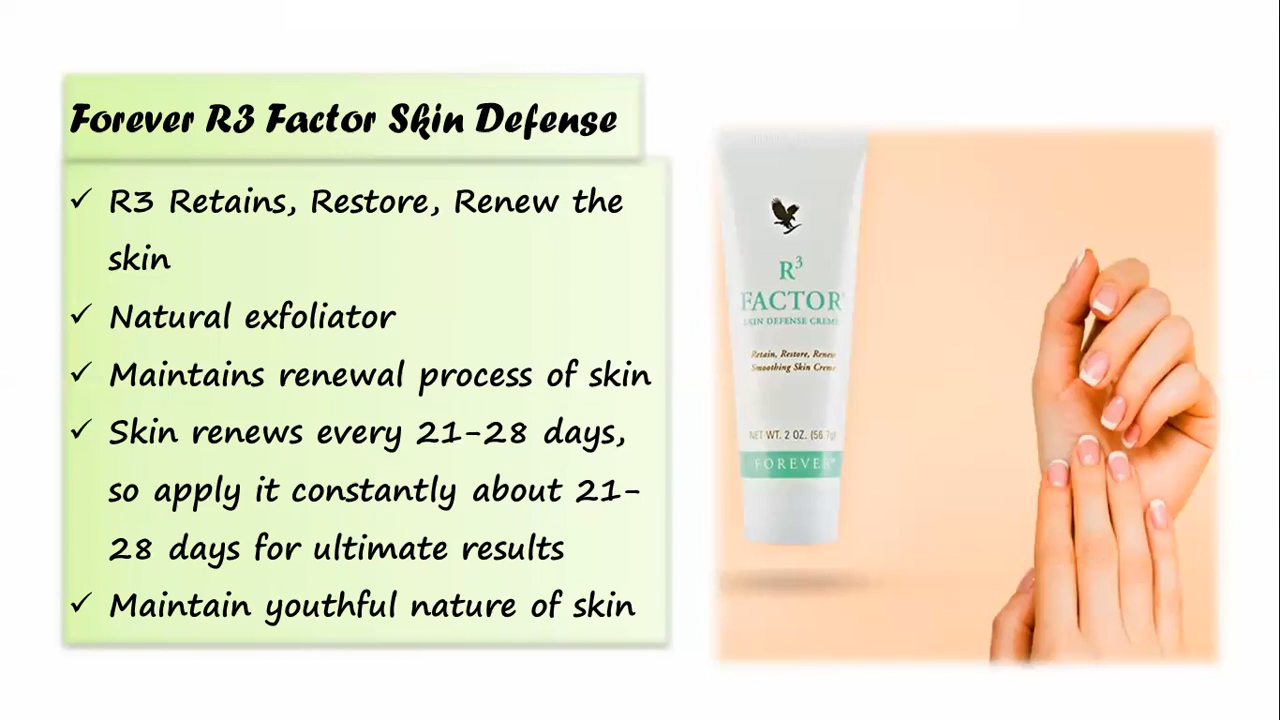 Forever R3 Factor Skin Defense
✓ R3 Retains, Restore, Renew the
skin
✓ Natural exfoliator
✓ Maintains renewal process of skin
✓ Skin renews every 21-28 days,
so apply it constantly about 21-
28 days for ultimate results
✓ Maintain youthful nature of skin
R³
FACTOR
SKIN DEFENSE CREME
Retain, Restore, Renew
Smoothing Skin Creme
NET WT. 2 OZ. (56.7g)
FOREVER™